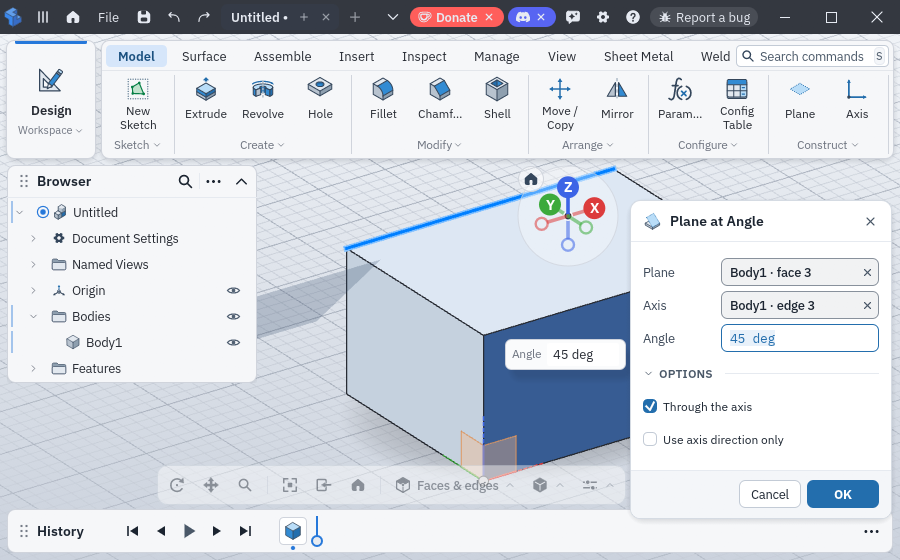 File
Untitled •
Donate
Report a bug
Design
Workspace
Model
Surface
Assemble
Insert
Inspect
Manage
View
Sheet Metal
Weld
Search commands
S
New Sketch
Extrude
Revolve
Hole
Fillet
Chamf...
Shell
Move / Copy
Mirror
Param...
Config Table
Plane
Axis
Sketch
Create
Modify
Arrange
Configure
Construct
Browser
Untitled
Document Settings
Named Views
Origin
Bodies
Body1
Features
Z
Y
X
Angle 45 deg
Plane at Angle
Plane Body1 · face 3
Axis Body1 · edge 3
Angle 45 deg
OPTIONS
Through the axis
Use axis direction only
Cancel
OK
Faces & edges
History